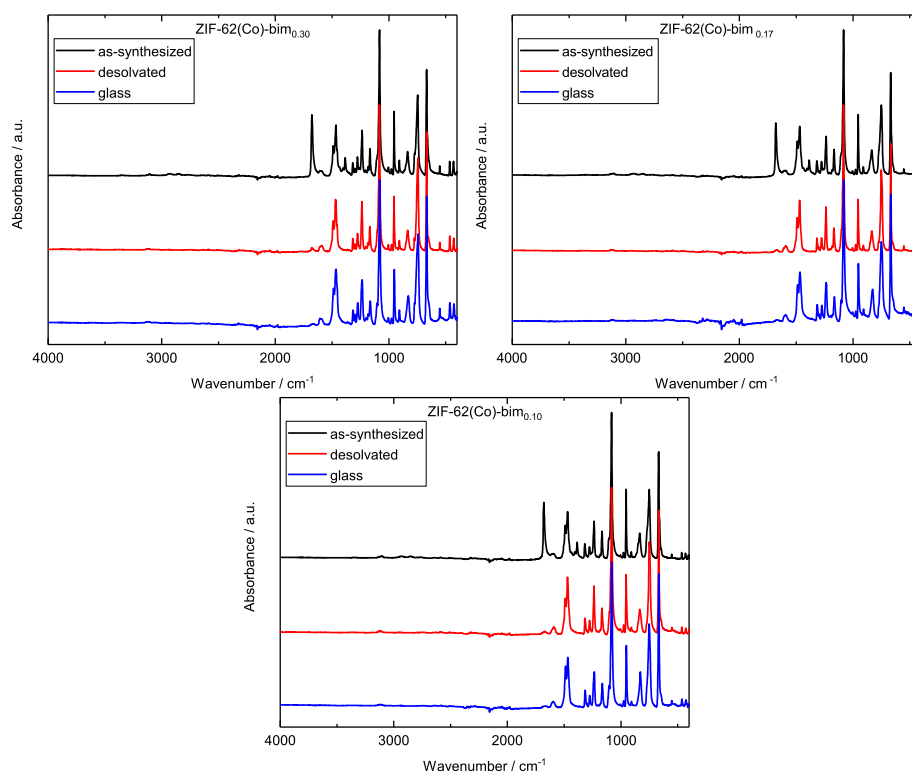 ZIF-62(Co)-bim0.30
as-synthesized
desolvated
glass
Absorbance / a.u.
4000
3000
2000
1000
Wavenumber / cm-1
ZIF-62(Co)-bim 0.17
as-synthesized
desolvated
glass
Absorbance / a.u.
4000
3000
2000
1000
Wavenumber / cm-1
ZIF-62(Co)-bim0.10
as-synthesized
desolvated
glass
Absorbance / a.u.
4000
3000
2000
1000
Wavenumber / cm-1